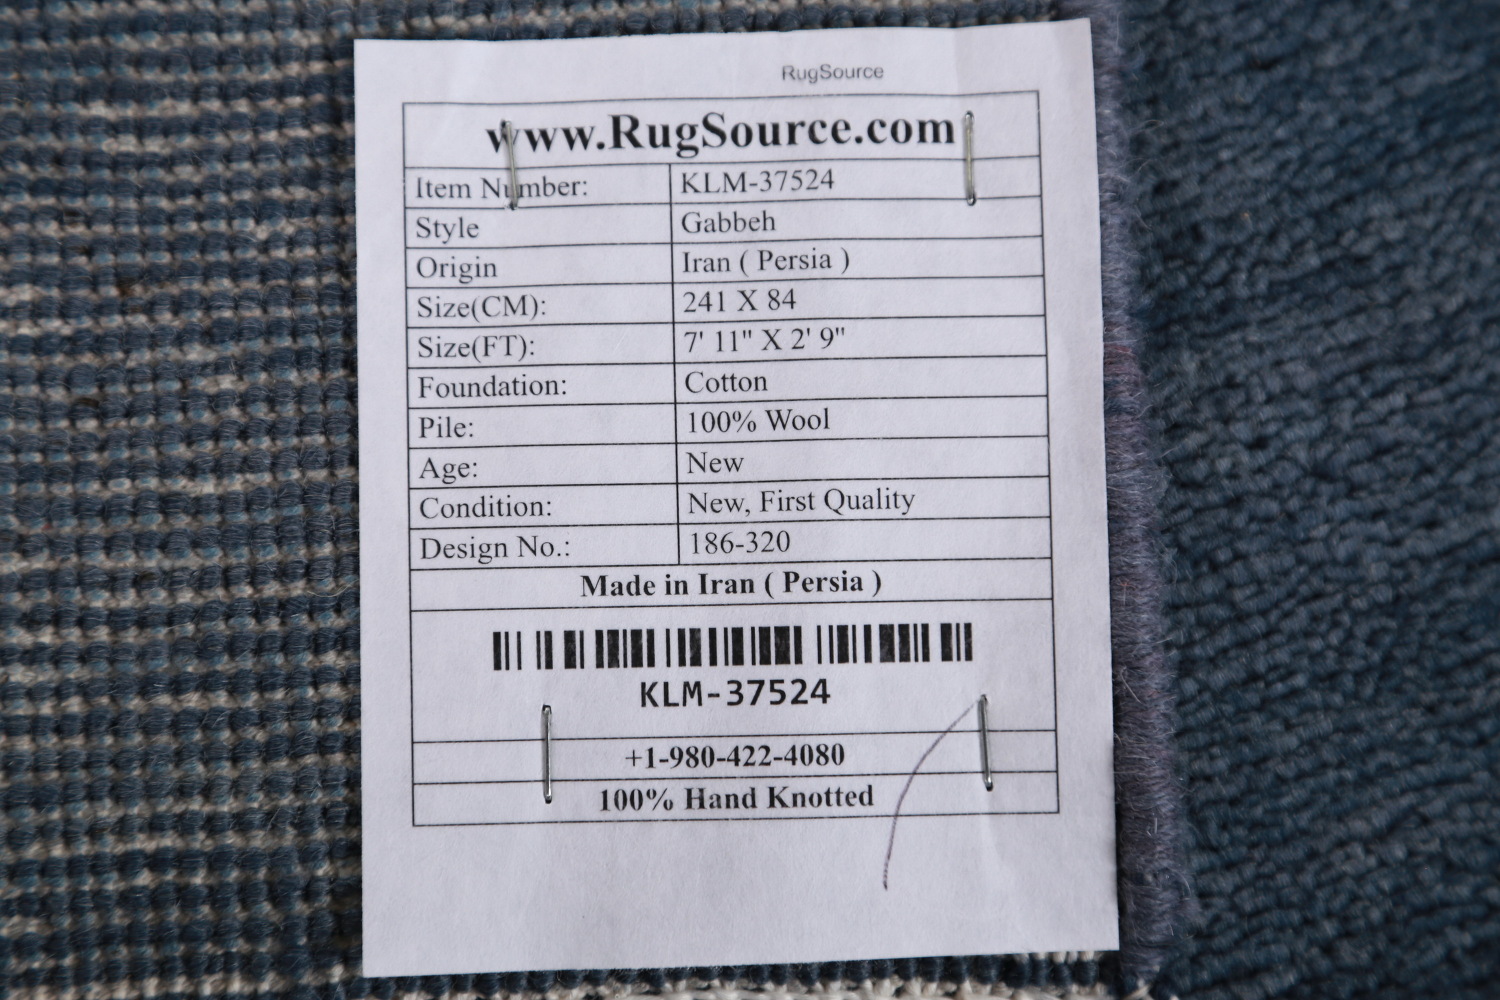 RugSource
www.RugSource.com
Item Number: KLM-37524
Style Gabbeh
Origin Iran ( Persia )
Size(CM): 241 X 84
Size(FT): 7' 11" X 2' 9"
Foundation: Cotton
Pile: 100% Wool
Age: New
Condition: New, First Quality
Design No.: 186-320
Made in Iran ( Persia )
KLM-37524
+1-980-422-4080
100% Hand Knotted